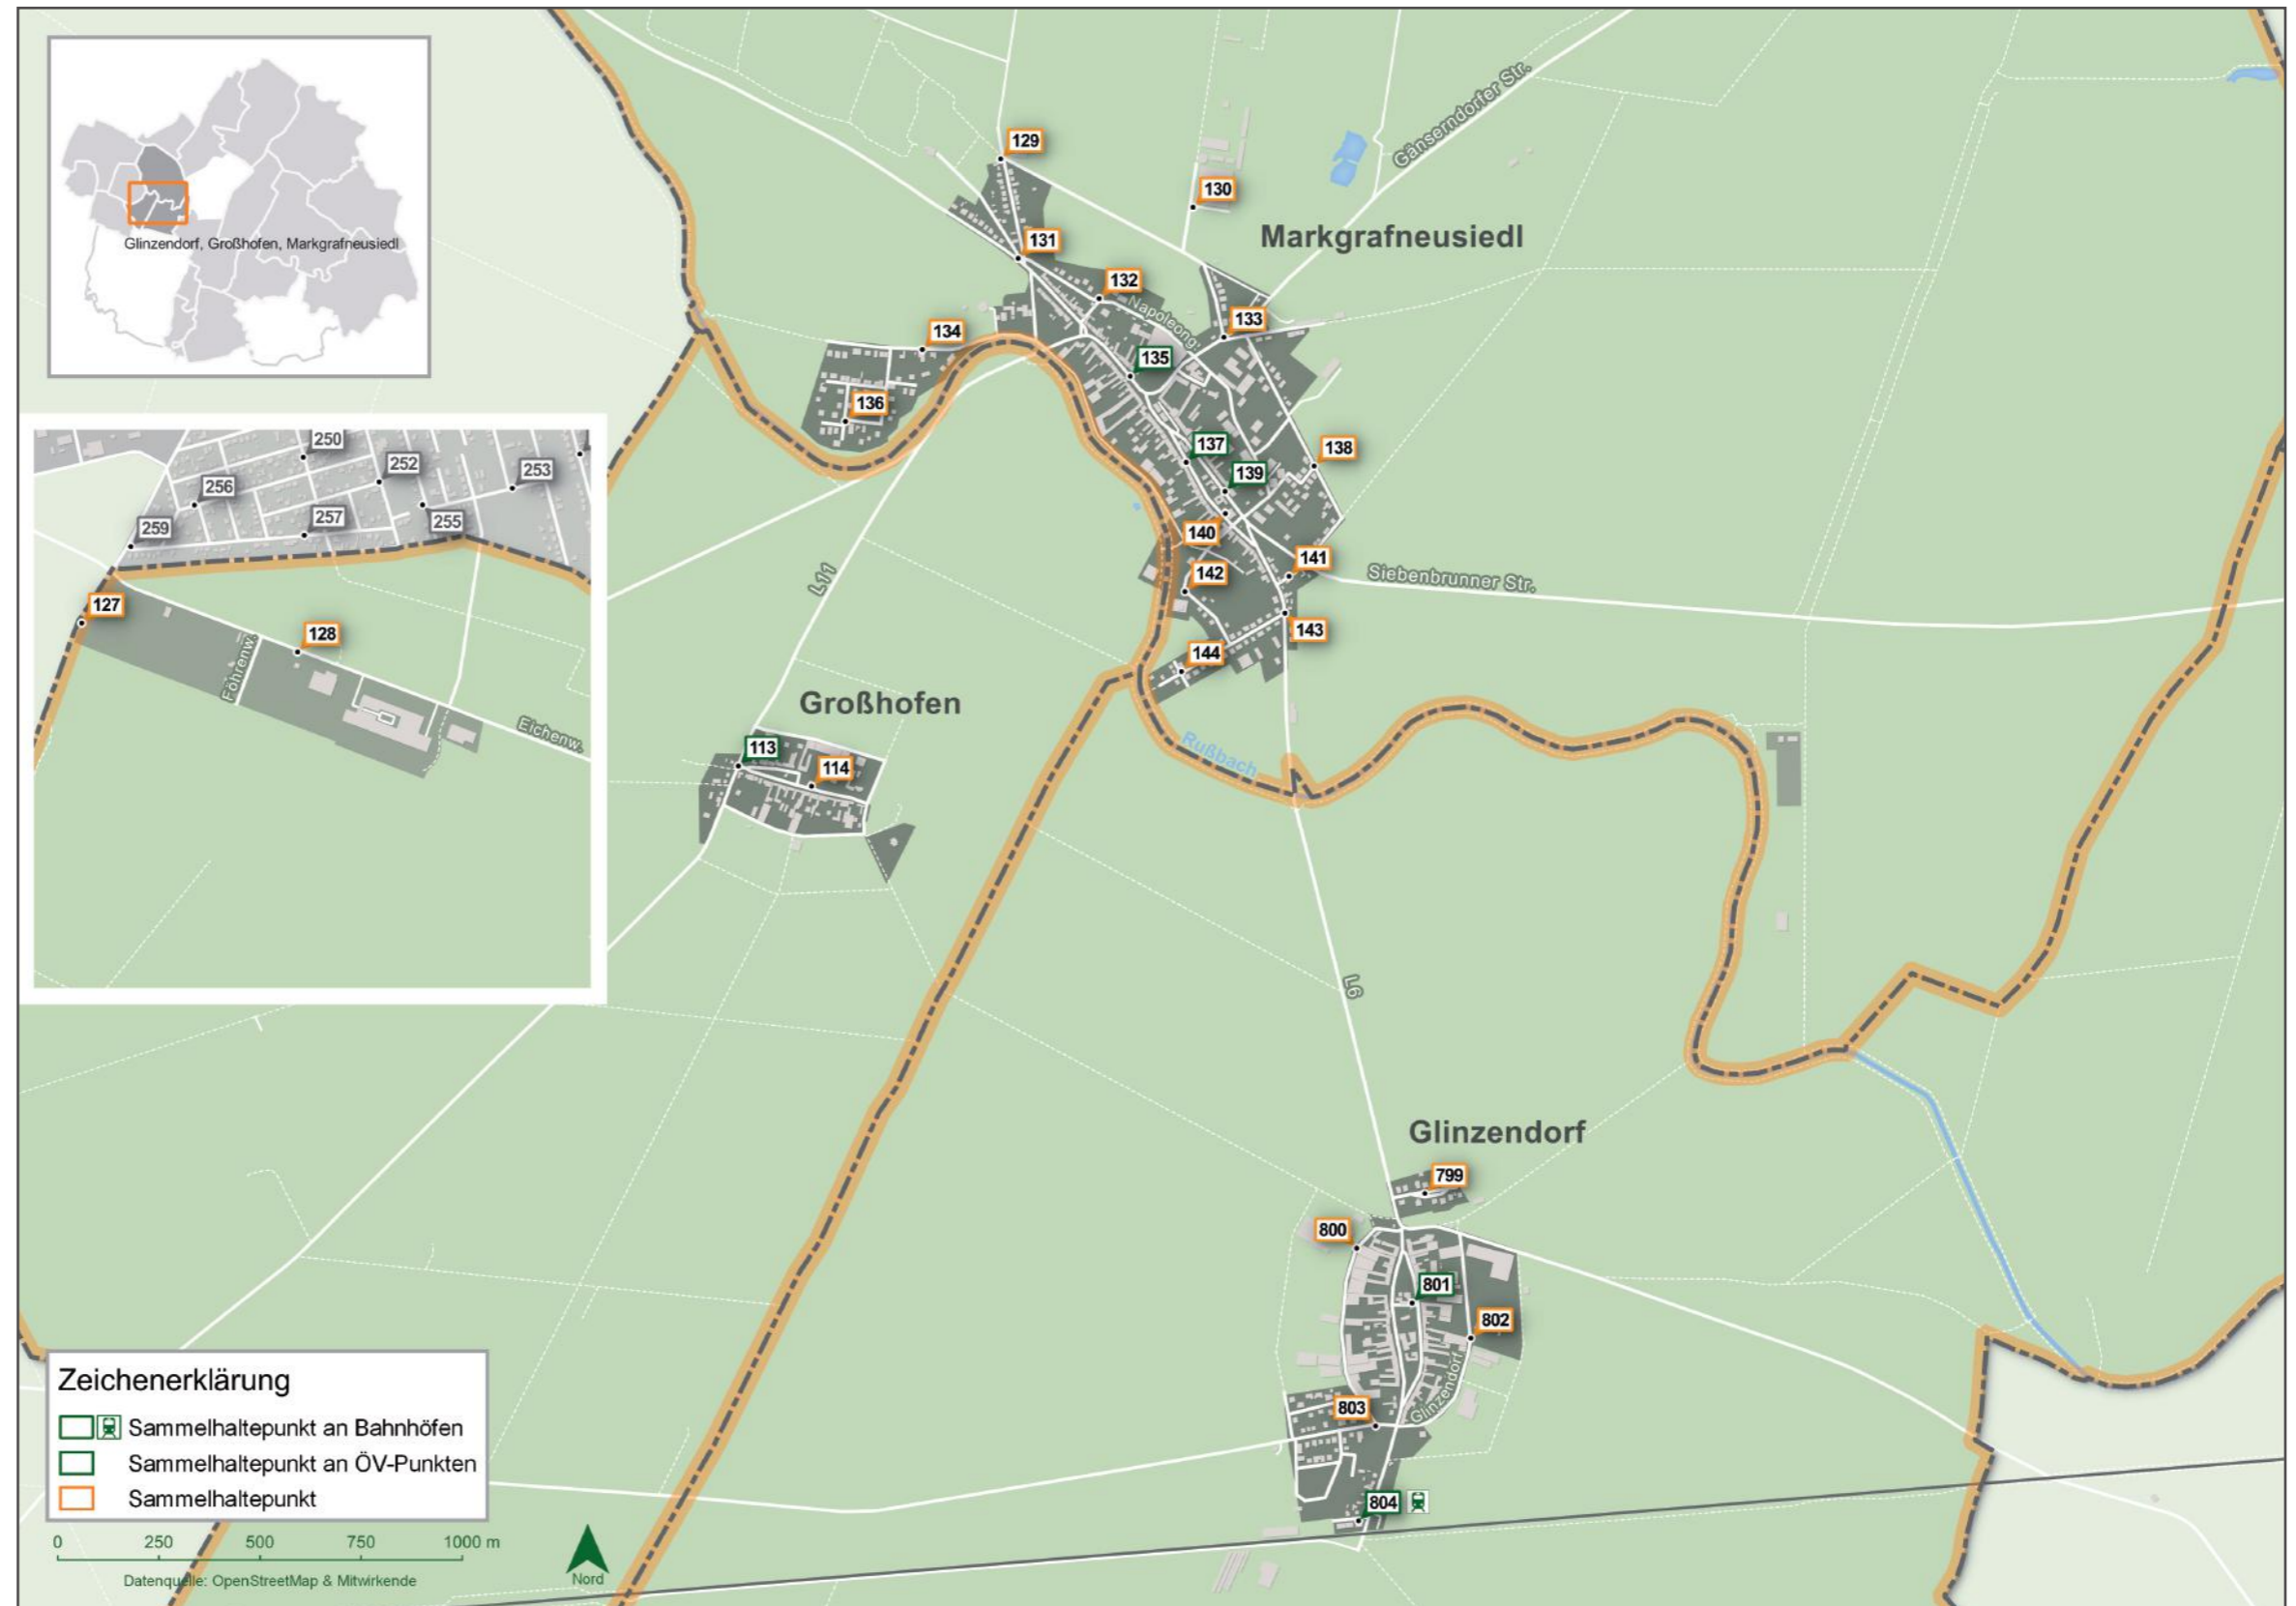 Glinzendorf, Großhofen, Markgrafneusiedl
Gänserndorfer Str.
129
130
Markgrafneusiedl
131
132
Napoleong.
133
134
135
136
137
138
139
140
141
142
Siebenbrunner Str.
143
144
L11
250
252
253
256
257
255
259
127
128
Föhrenw.
Eichenw.
Großhofen
113
114
Rußbach
L6
Glinzendorf
799
800
801
802
803
Glinzendorf
804
Zeichenerklärung
Sammelhaltepunkt an Bahnhöfen
Sammelhaltepunkt an ÖV-Punkten
Sammelhaltepunkt
0 250 500 750 1000 m
Datenquelle: OpenStreetMap & Mitwirkende
Nord